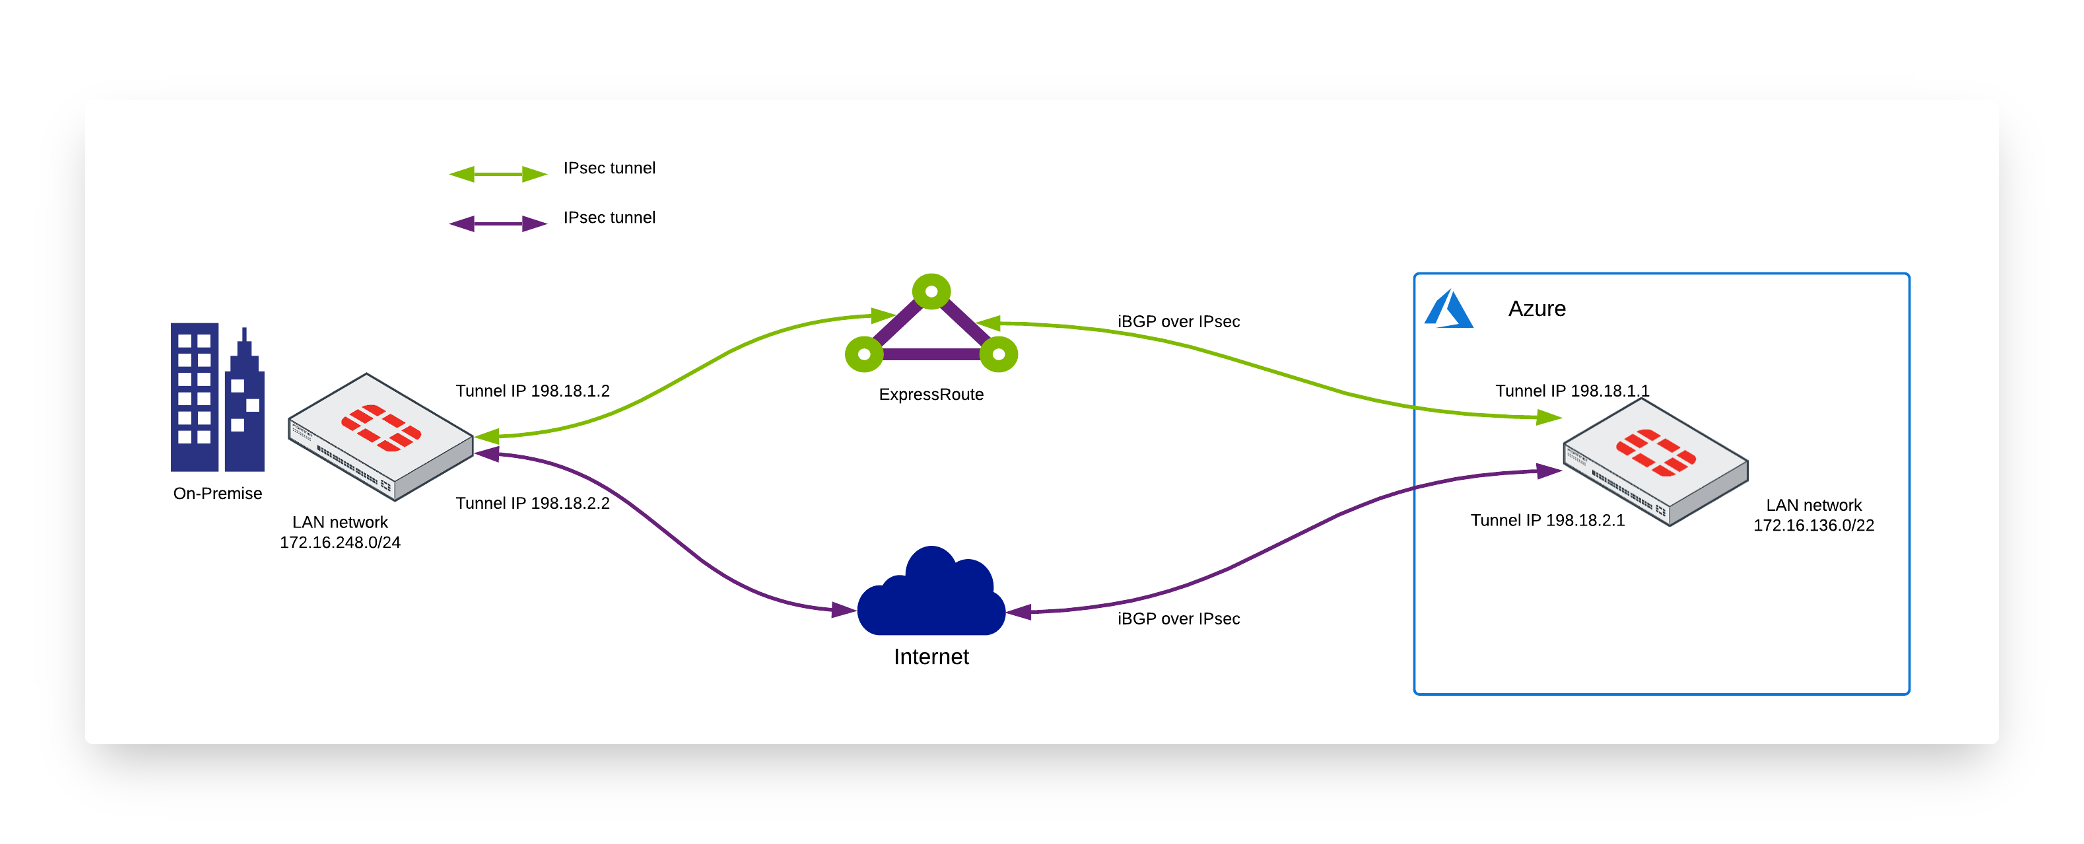 IPsec tunnel
IPsec tunnel
iBGP over IPsec
Azure
Tunnel IP 198.18.1.2
ExpressRoute
Tunnel IP 198.18.1.1
On-Premise
Tunnel IP 198.18.2.2
LAN network
172.16.248.0/24
Tunnel IP 198.18.2.1
LAN network
172.16.136.0/22
iBGP over IPsec
Internet